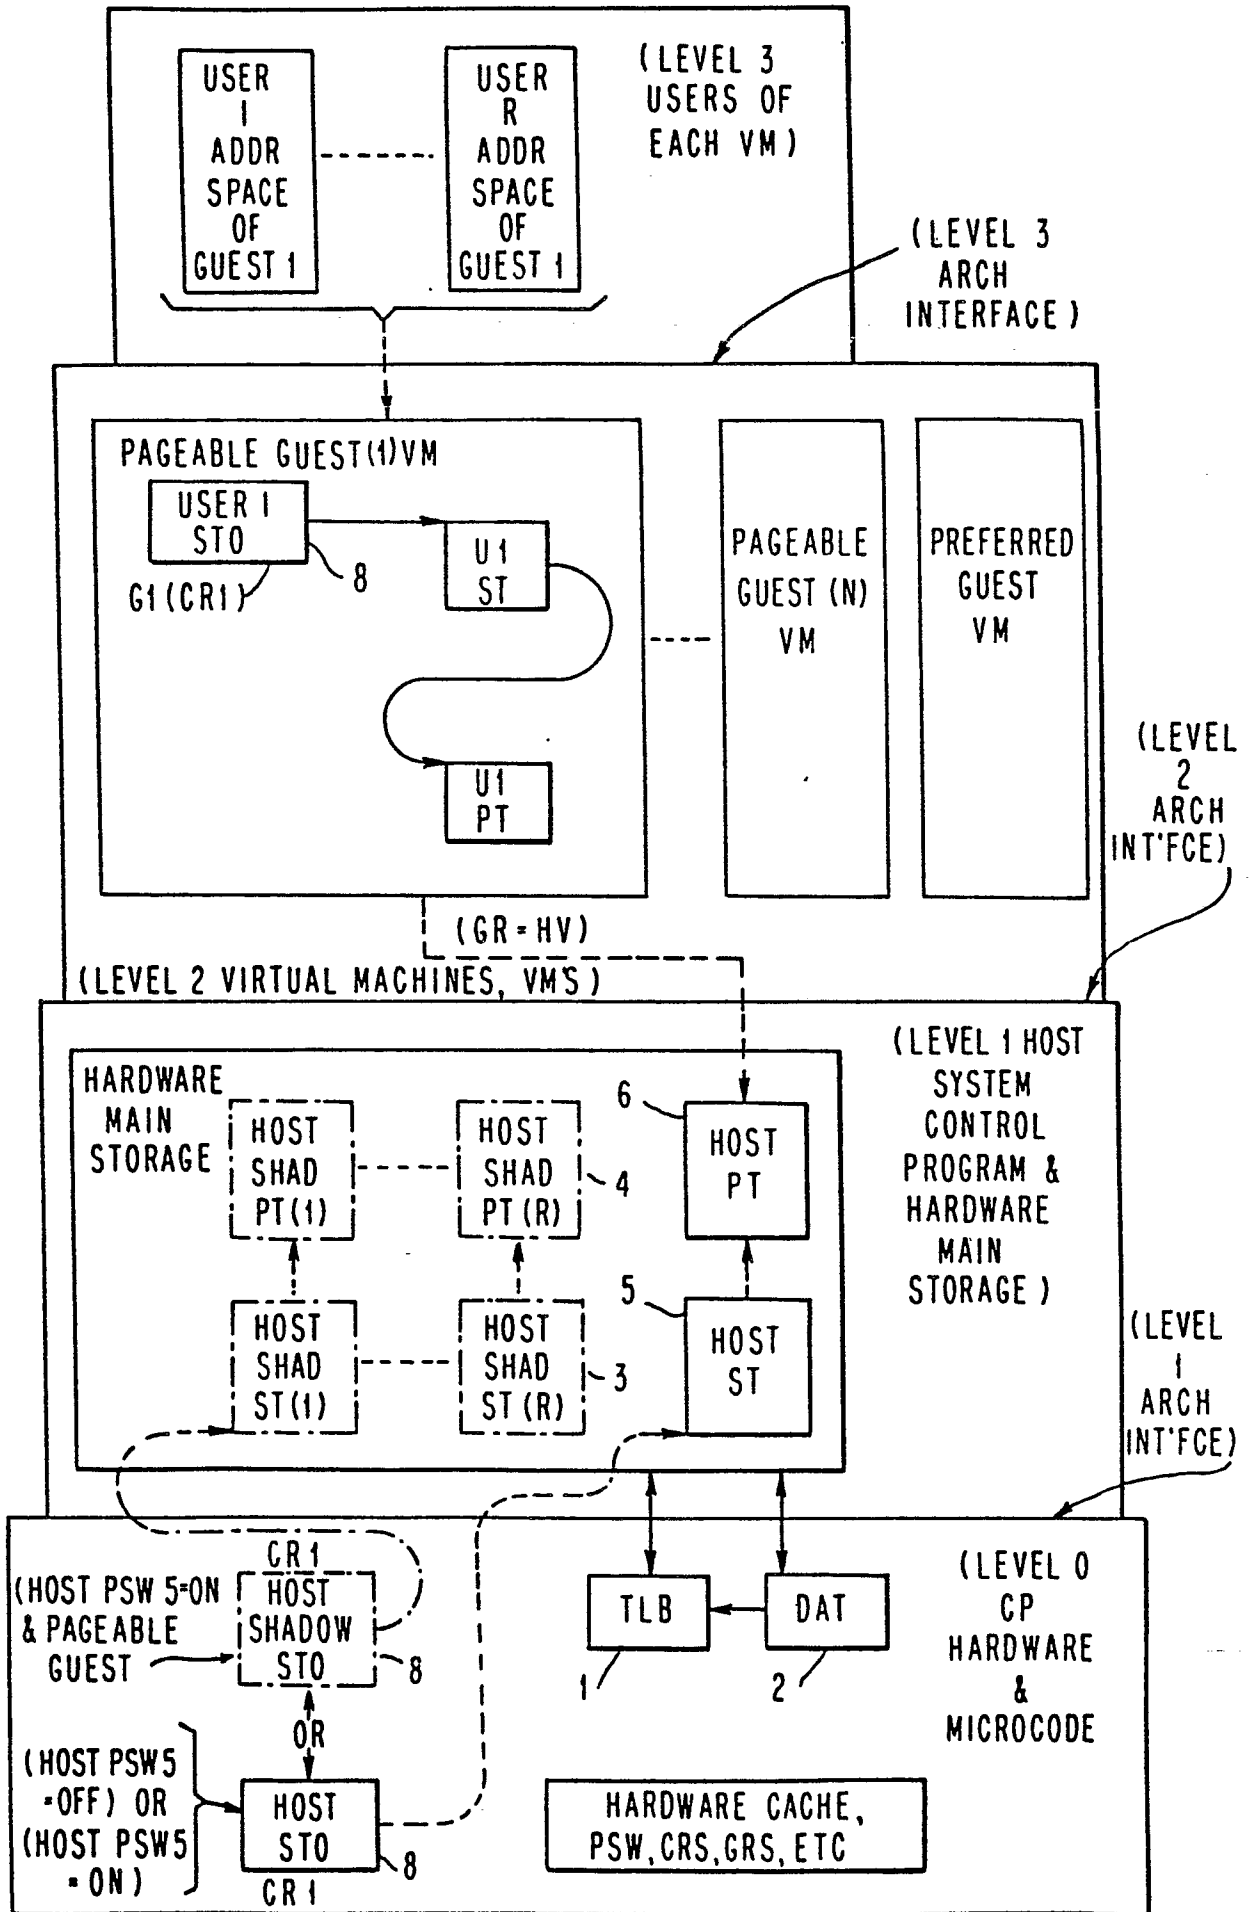 USER
1
ADDR
SPACE
OF
GUEST 1
USER
R
ADDR
SPACE
OF
GUEST 1
(LEVEL 3
USERS OF
EACH VM)
(LEVEL 3
ARCH
INTERFACE)
PAGEABLE GUEST(1)VM
USER 1
STO
G1(CR1)
8
U1
ST
U1
PT
PAGEABLE
GUEST (N)
VM
PREFERRED
GUEST
VM
(LEVEL
2
ARCH
INT'FCE)
(GR=HV)
(LEVEL 2 VIRTUAL MACHINES, VM'S)
HARDWARE
MAIN
STORAGE
HOST
SHAD
PT(1)
HOST
SHAD
PT(R)
4
6
HOST
PT
HOST
SHAD
ST(1)
HOST
SHAD
ST(R)
3
5
HOST
ST
(LEVEL 1 HOST
SYSTEM
CONTROL
PROGRAM &
HARDWARE
MAIN
STORAGE)
(LEVEL
1
ARCH
INT'FCE)
CR1
(HOST PSW 5=ON
& PAGEABLE
GUEST
HOST
SHADOW
STO
8
OR
(HOST PSW5
=OFF) OR
(HOST PSW5
=ON)
HOST
STO
8
CR1
TLB
1
DAT
2
HARDWARE CACHE,
PSW, CRS, GRS, ETC
(LEVEL 0
CP
HARDWARE
&
MICROCODE